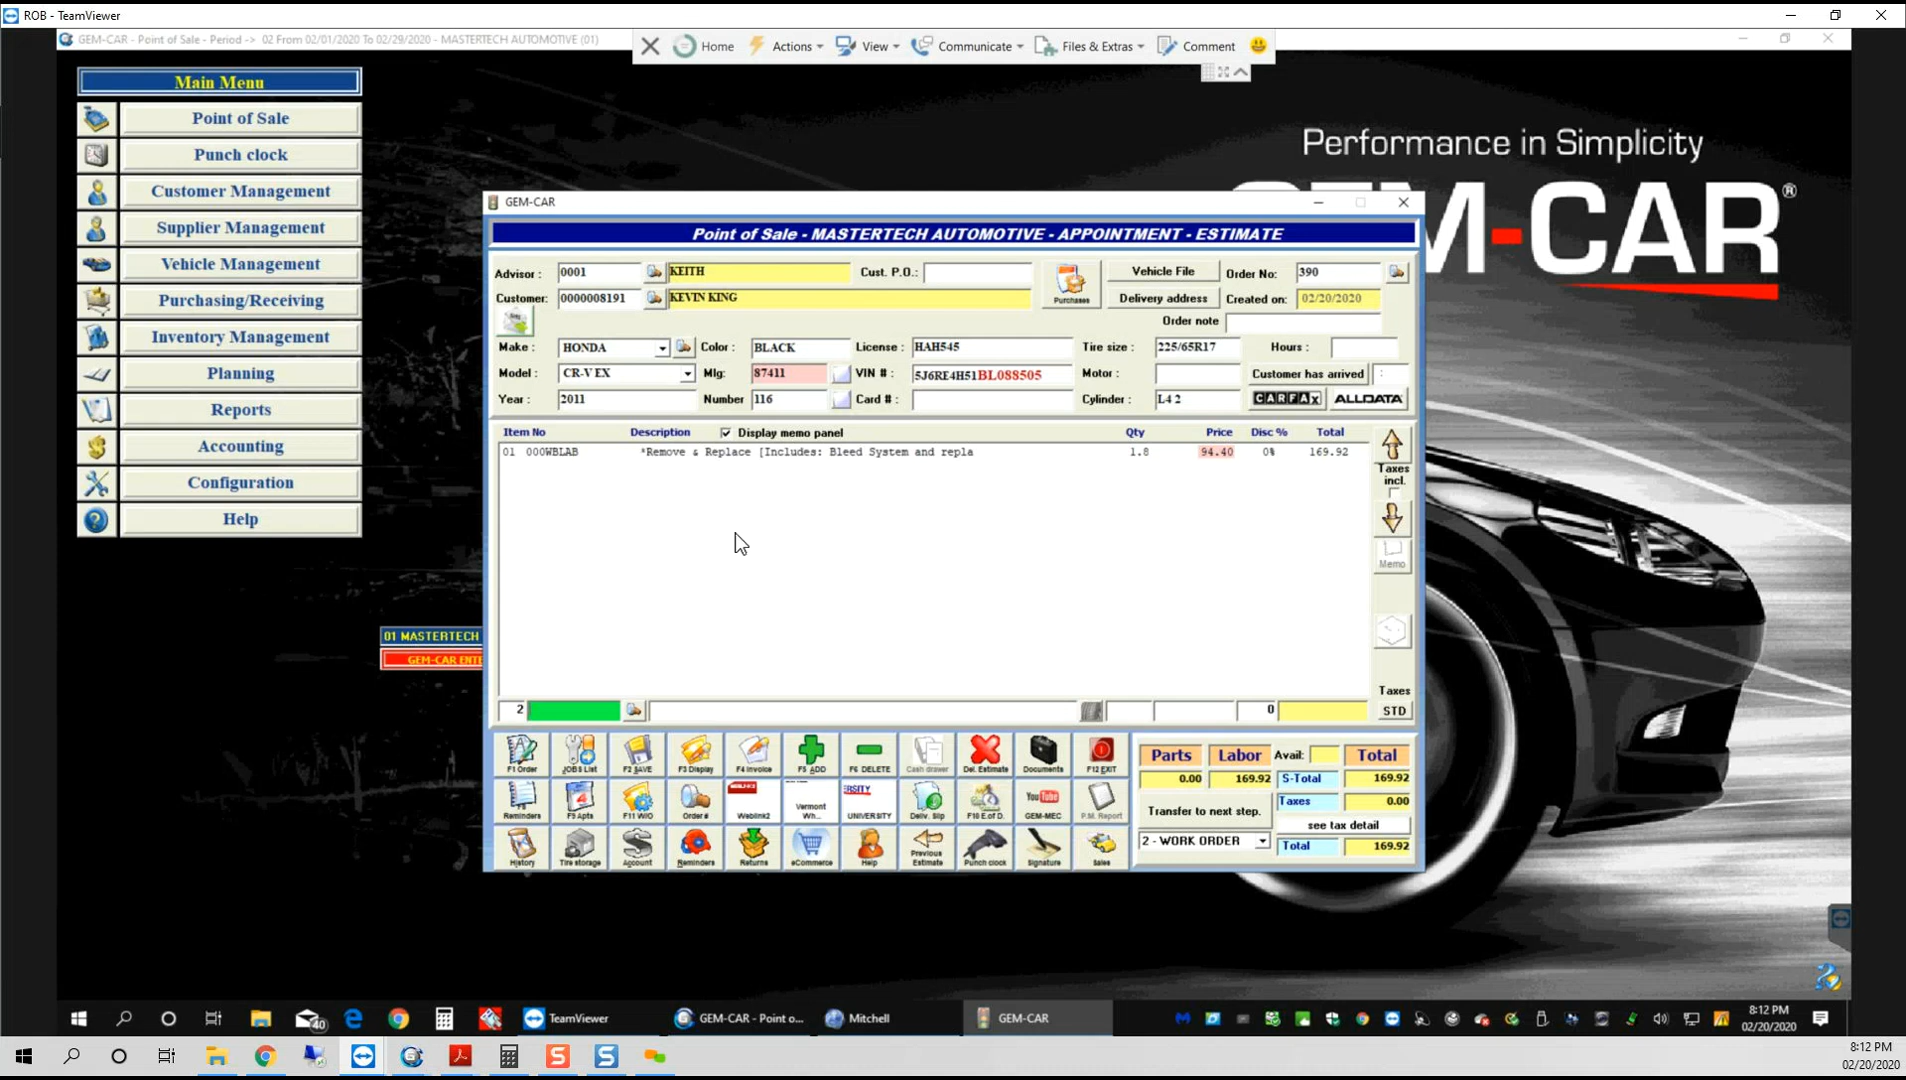 ROB - TeamViewer
GEM-CAR - Point of Sale - Period -> 02 From 02/01/2020 To 02/29/2020 - MASTERTECH AUTOMOTIVE (01)
Home Actions View Communicate Files & Extras Comment
Main Menu
Point of Sale
Punch clock
Customer Management
Supplier Management
Vehicle Management
Purchasing/Receiving
Inventory Management
Planning
Reports
Accounting
Configuration
Help
Performance in Simplicity
M-CAR®
01 MASTERTECH
GEM-CAR ENTE
GEM-CAR
Point of Sale - MASTERTECH AUTOMOTIVE - APPOINTMENT - ESTIMATE
Advisor : 0001 KEITH Cust. P.O.: Purchases Vehicle File Order No: 390
Customer: 0000008191 KEVIN KING Delivery address Created on: 02/20/2020
Order note
Make : HONDA Color : BLACK License : HAH545 Tire size : 225/65R17 Hours :
Model : CR-V EX Mlg: 87411 VIN # : 5J6RE4H51BL088505 Motor : Customer has arrived :
Year : 2011 Number 116 Card # : Cylinder : L4 2 CARFAX ALLDATA
Item No Description Display memo panel Qty Price Disc % Total
01 000WBLAB *Remove & Replace [Includes: Bleed System and repla 1.8 94.40 0% 169.92
Taxes
incl.
Memo
Taxes
2 0 STD
F1 Order JOBS List F2 SAVE F3 Display F4 Invoice F5 ADD F6 DELETE Cash drawer Del. Estimate Documents F12 EXIT
Reminders F9 Apts F11 W/O Order# Weblink2 Vermont Wh... ERSITY UNIVERSITY Deliv. Slip F10 E.of D. YouTube GEM-MEC P.M. Report
History Tire storage Account Reminders Returns eCommerce Help Previous Estimate Punch clock Signature Sales
Parts Labor Avail: Total
0.00 169.92 S-Total 169.92
Transfer to next step. Taxes 0.00
see tax detail
2 - WORK ORDER Total 169.92
40 TeamViewer GEM-CAR - Point o... Mitchell GEM-CAR
8:12 PM
02/20/2020
8:12 PM
02/20/2020